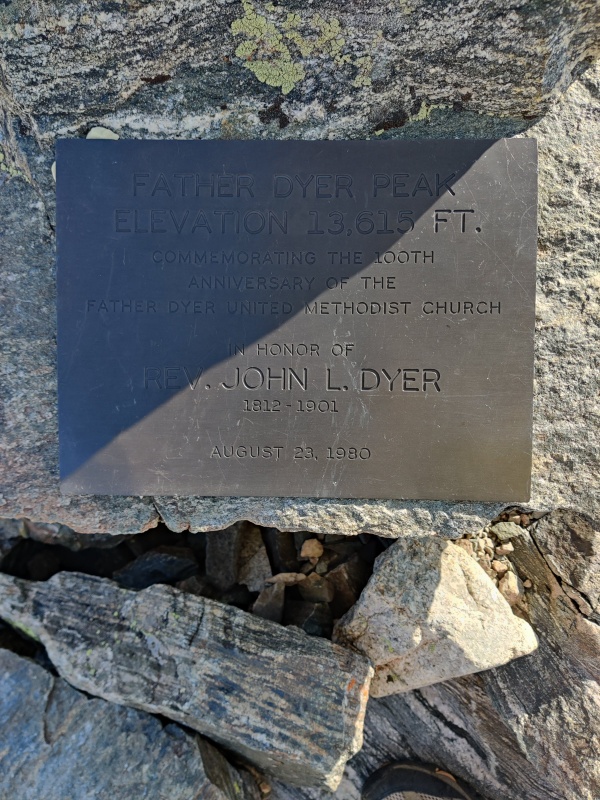 FATHER DYER PEAK
ELEVATION 13,615 FT.
COMMEMORATING THE 100TH
ANNIVERSARY OF THE
FATHER DYER UNITED METHODIST CHURCH
IN HONOR OF
REV. JOHN L. DYER
1812-1901
AUGUST 23, 1980